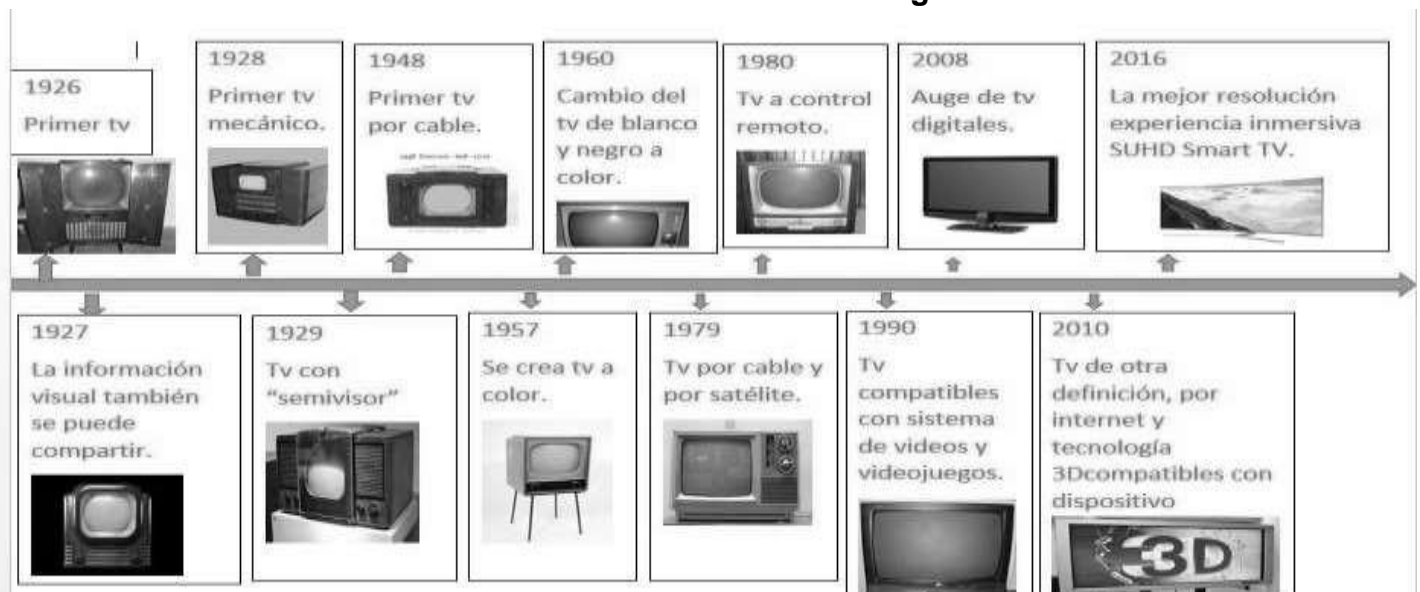 1926
Primer tv
1928
Primer tv
mecánico.
1948
Primer tv
por cable.
1960
Cambio del
tv de blanco
y negro a
color.
1980
Tv a control
remoto.
2008
Auge de tv
digitales.
2016
La mejor resolución
experiencia inmersiva
SUHD Smart TV.
1927
La información
visual también
se puede
compartir.
1929
Tv con
“semivisor”
1957
Se crea tv a
color.
1979
Tv por cable y
por satélite.
1990
Tv
compatibles
con sistema
de videos y
videojuegos.
2010
Tv de otra
definición, por
internet y
tecnología
3Dcompatibles con
dispositivo
3D